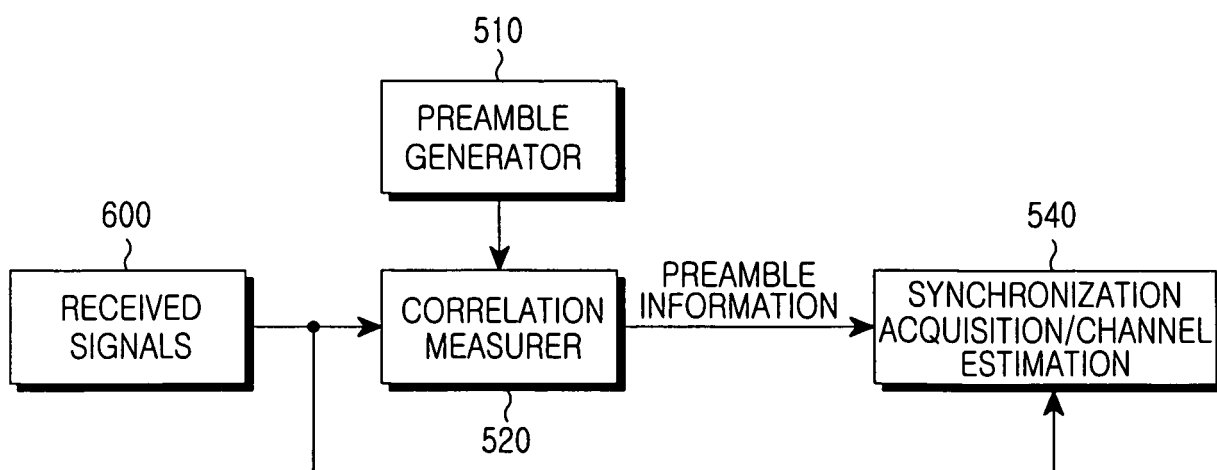 510
PREAMBLE
GENERATOR
600
RECEIVED
SIGNALS
CORRELATION
MEASURER
520
PREAMBLE
INFORMATION
540
SYNCHRONIZATION
ACQUISITION/CHANNEL
ESTIMATION